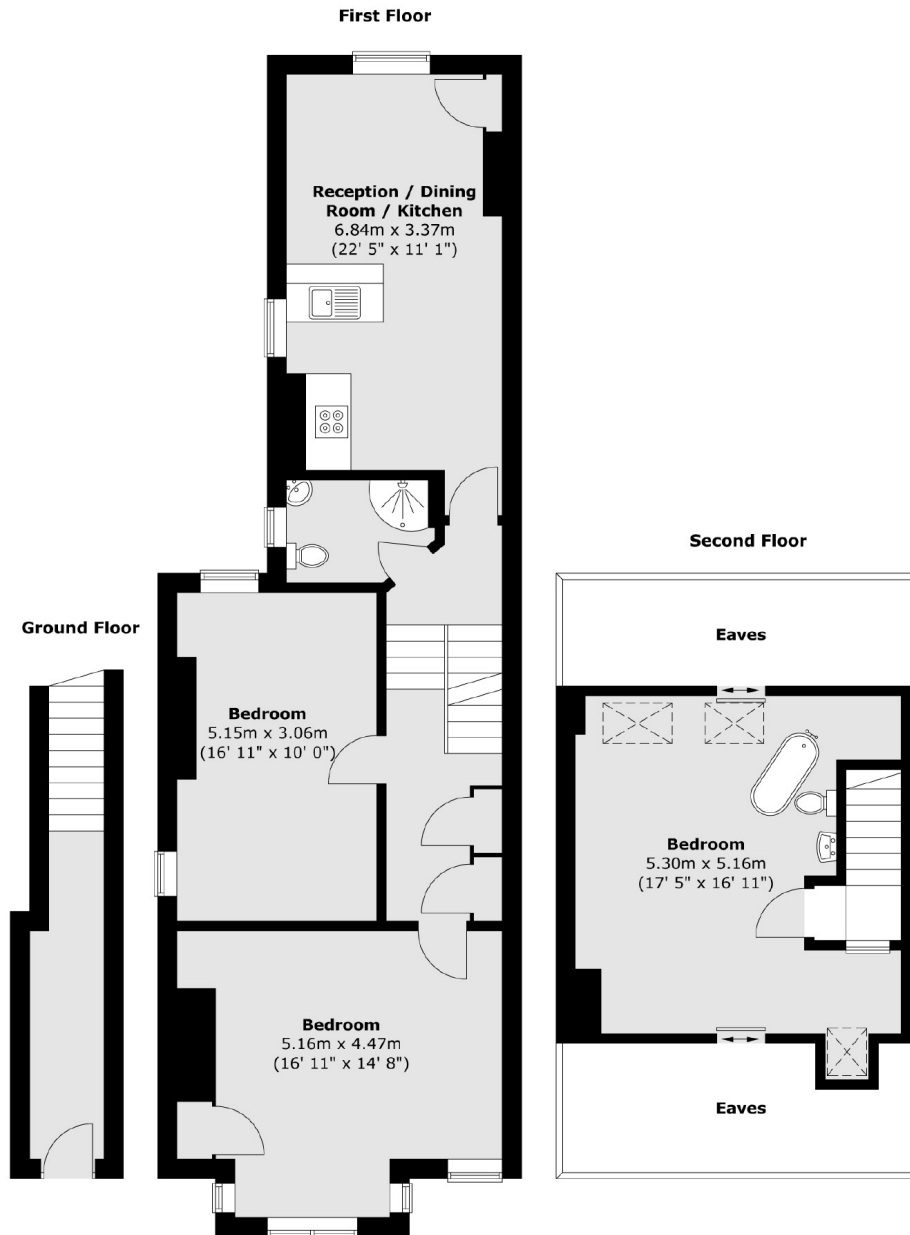 First Floor
Reception / Dining
Room / Kitchen
6.84m x 3.37m
(22' 5" x 11' 1")
Second Floor
Eaves
Ground Floor
Bedroom
5.15m x 3.06m
(16' 11" x 10' 0")
Bedroom
5.30m x 5.16m
(17' 5" x 16' 11")
Bedroom
5.16m x 4.47m
(16' 11" x 14' 8")
Eaves